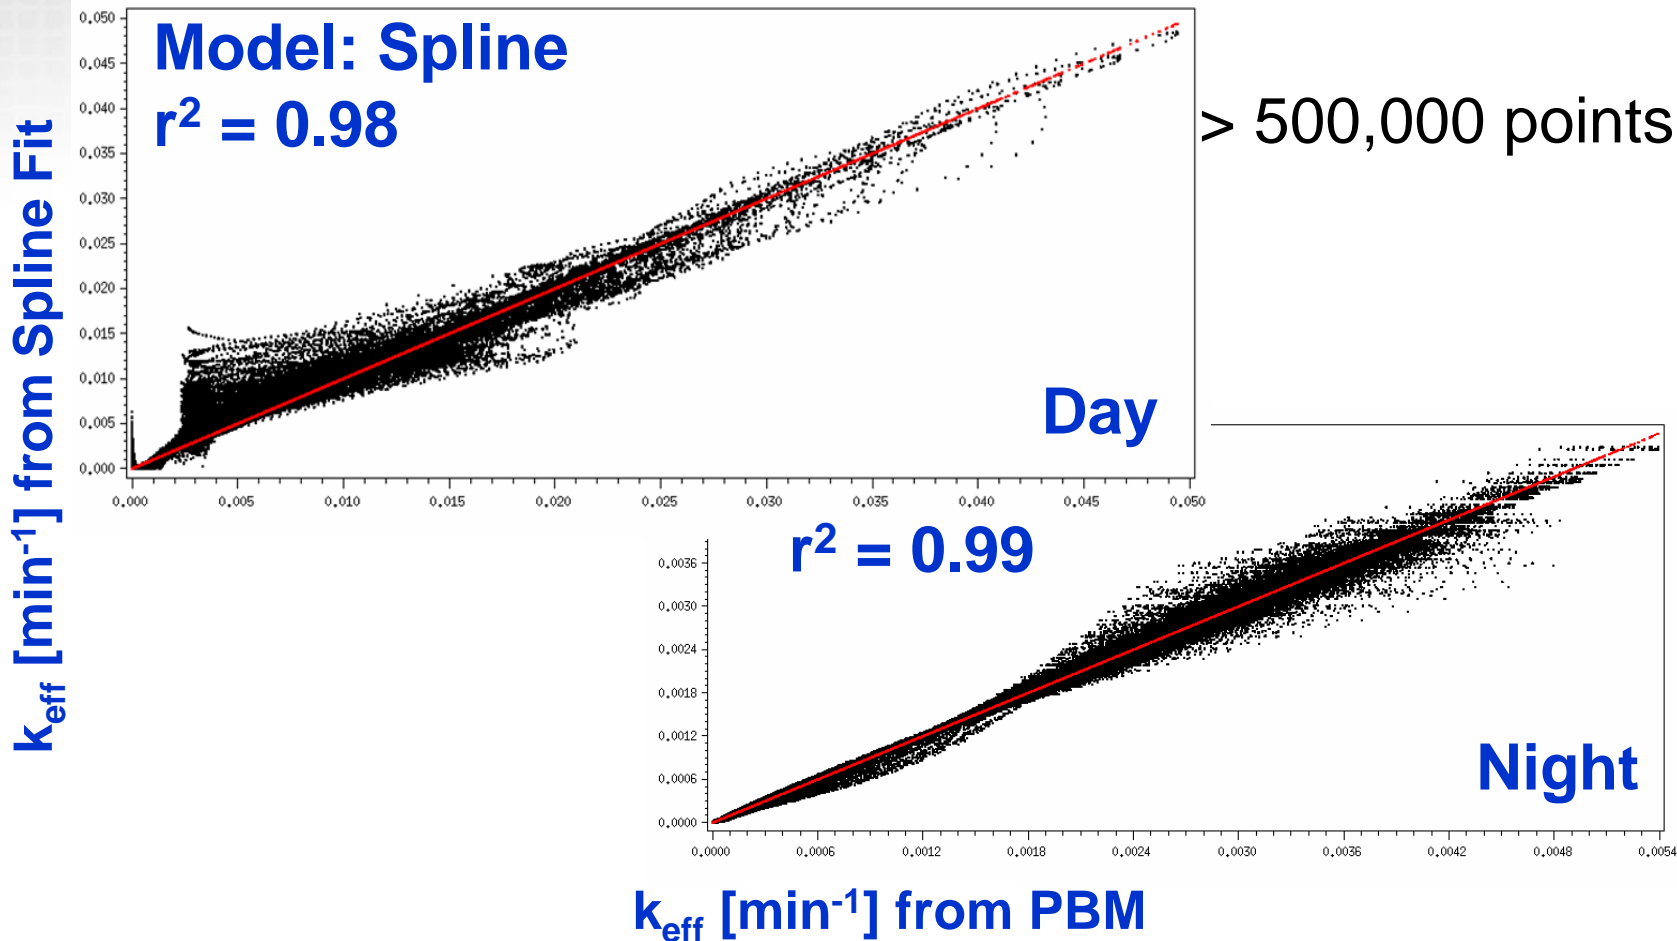 Model: Spline
r² = 0.98
> 500,000 points
k_eff [min⁻¹] from Spline Fit
0.050
0.045
0.040
0.035
0.030
0.025
0.020
0.015
0.010
0.005
0.000
Day
0.000 0.005 0.010 0.015 0.020 0.025 0.030 0.035 0.040 0.045 0.050
r² = 0.99
0.0036
0.0030
0.0024
0.0018
0.0012
0.0006
0.0000
Night
0.0000 0.0006 0.0012 0.0018 0.0024 0.0030 0.0036 0.0042 0.0048 0.0054
k_eff [min⁻¹] from PBM